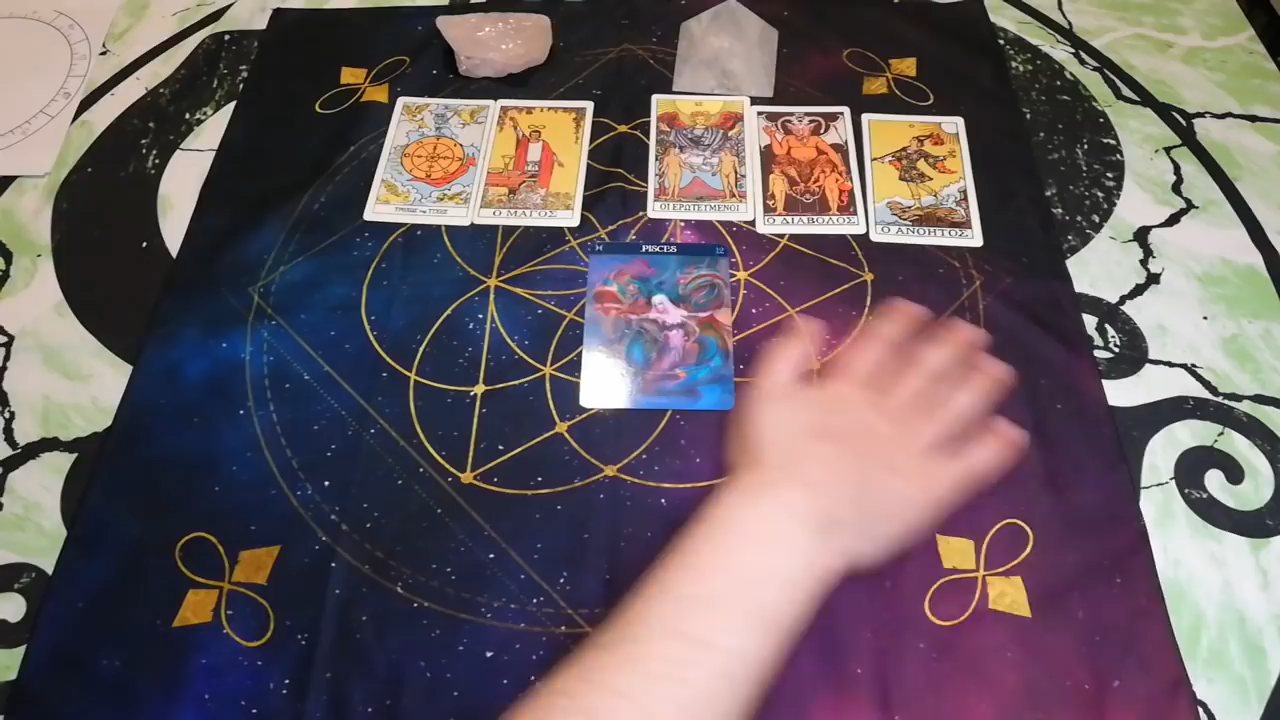 ΤΡΟΧΟΣ της ΤΥΧΗΣ
Ο ΜΑΓΟΣ
ΟΙ ΕΡΩΤΕΥΜΕΝΟΙ
Ο ΔΙΑΒΟΛΟΣ
Ο ΑΝΟΗΤΟΣ
PISCES
12